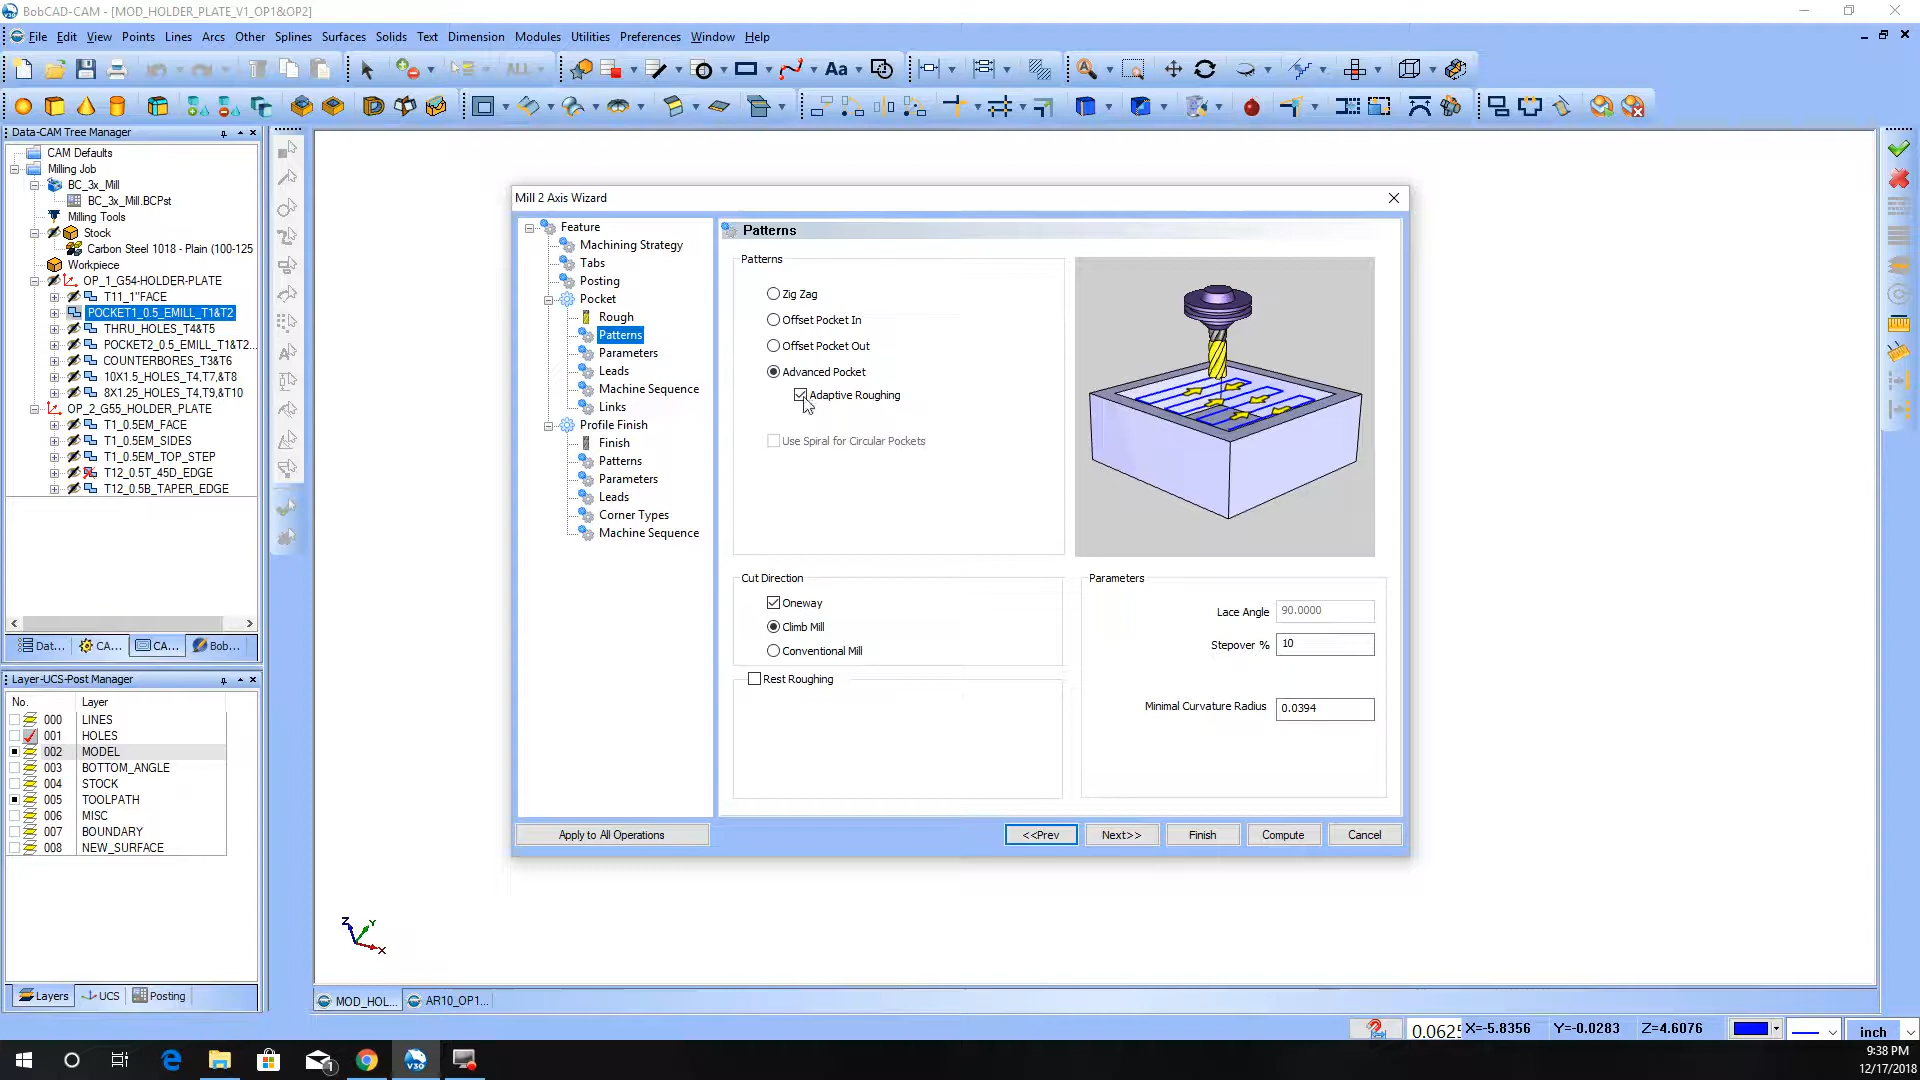 BobCAD-CAM - [MOD_HOLDER_PLATE_V1_OP1&OP2]
File Edit View Points Lines Arcs Other Splines Surfaces Solids Text Dimension Modules Utilities Preferences Window Help
ALL
Aa
Data-CAM Tree Manager
CAM Defaults
Milling Job
BC_3x_Mill
BC_3x_Mill.BCPst
Milling Tools
Stock
Carbon Steel 1018 - Plain (100-125
Workpiece
OP_1_G54-HOLDER-PLATE
T11_1"FACE
POCKET1_0.5_EMILL_T1&T2
THRU_HOLES_T4&T5
POCKET2_0.5_EMILL_T1&T2...
COUNTERBORES_T3&T6
10X1.5_HOLES_T4,T7,&T8
8X1.25_HOLES_T4,T9,&T10
OP_2_G55_HOLDER_PLATE
T1_0.5EM_FACE
T1_0.5EM_SIDES
T1_0.5EM_TOP_STEP
T12_0.5T_45D_EDGE
T12_0.5B_TAPER_EDGE
Dat... CA... CA... Bob...
Layer-UCS-Post Manager
No. Layer
000 LINES
001 HOLES
002 MODEL
003 BOTTOM_ANGLE
004 STOCK
005 TOOLPATH
006 MISC
007 BOUNDARY
008 NEW_SURFACE
Layers UCS Posting
Mill 2 Axis Wizard
Feature
Machining Strategy
Tabs
Posting
Pocket
Rough
Patterns
Parameters
Leads
Machine Sequence
Links
Profile Finish
Finish
Patterns
Parameters
Leads
Corner Types
Machine Sequence
Patterns
Patterns
Zig Zag
Offset Pocket In
Offset Pocket Out
Advanced Pocket
Adaptive Roughing
Use Spiral for Circular Pockets
Cut Direction
Oneway
Climb Mill
Conventional Mill
Rest Roughing
Parameters
Lace Angle 90.0000
Stepover % 10
Minimal Curvature Radius 0.0394
Apply to All Operations <<Prev Next>> Finish Compute Cancel
Z Y X
MOD_HOL... AR10_OP1...
0.062 X=-5.8356 Y=-0.0283 Z=4.6076 inch
V30
1
9:38 PM
12/17/2018